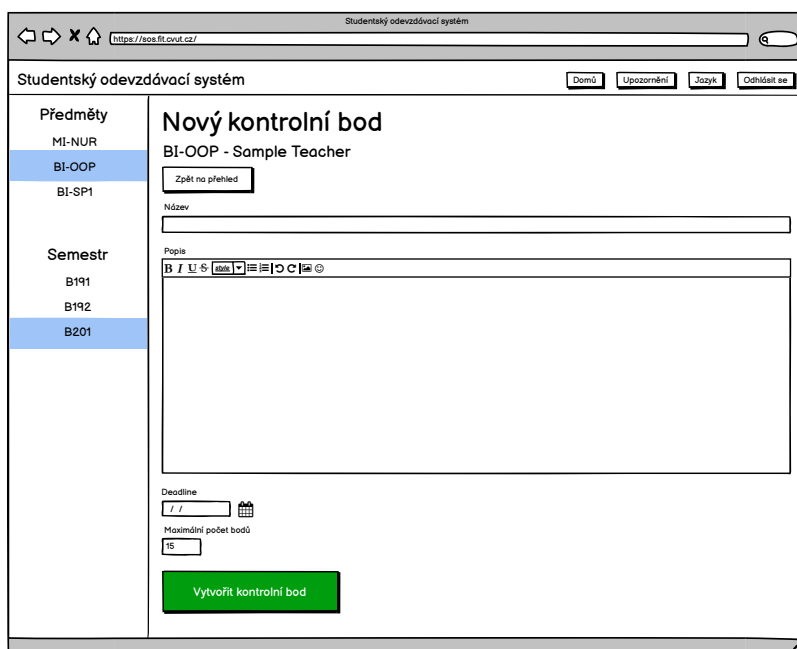 Studentský odevzdávací systém
https://sos.fit.cvut.cz/
Studentský odevzdávací systém
Domů
Upozornění
Jazyk
Odhlásit se
Předměty
MI-NUR
BI-OOP
BI-SP1
Semestr
B191
B192
B201
Nový kontrolní bod
BI-OOP - Sample Teacher
Zpět na přehled
Název
Popis
B I U S style
Deadline
/ /
Maximální počet bodů
15
Vytvořit kontrolní bod